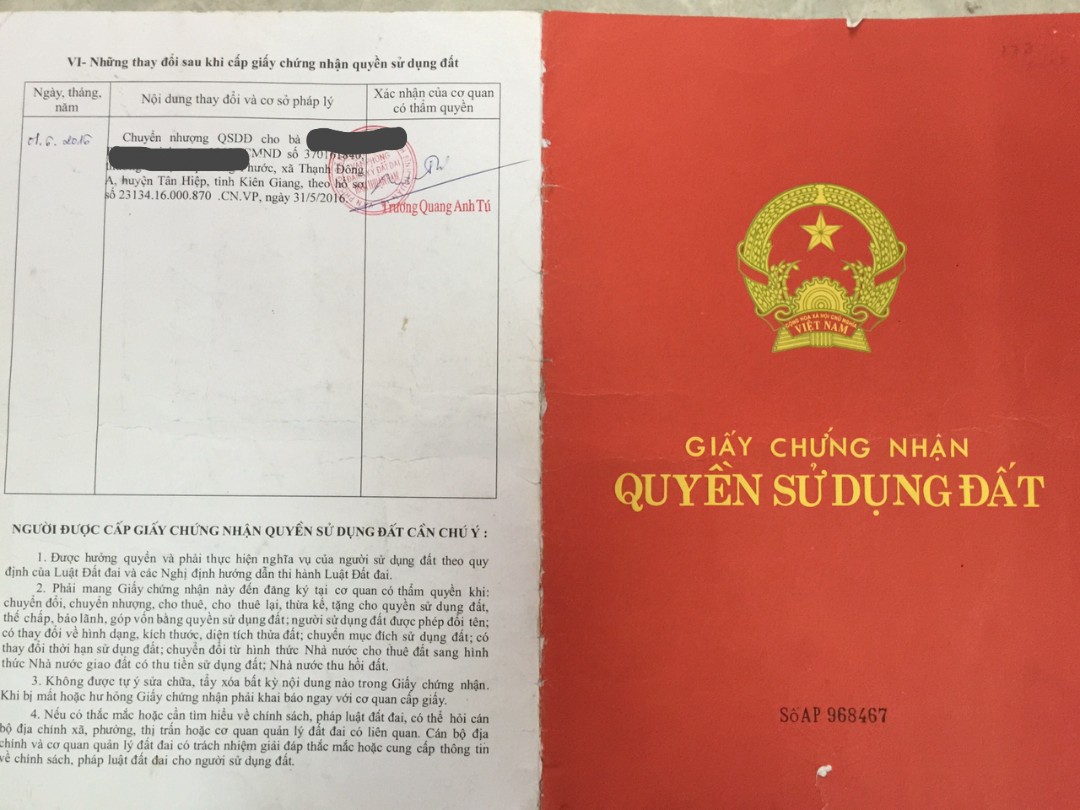 VI- Những thay đổi sau khi cấp giấy chứng nhận quyền sử dụng đất
Ngày, tháng, năm
Nội dung thay đổi và cơ sở pháp lý
Xác nhận của cơ quan có thẩm quyền
01.6.2016
Chuyển nhượng QSDĐ cho bà
CMND số
Phước, xã Thạnh Đông
A, huyện Tân Hiệp, tỉnh Kiên Giang, theo hồ sơ
số 23134.16.000.870 .CN.VP, ngày 31/5/2016.
Trương Quang Anh Tú
NGƯỜI ĐƯỢC CẤP GIẤY CHỨNG NHẬN QUYỀN SỬ DỤNG ĐẤT CẦN CHÚ Ý :
1. Được hưởng quyền và phải thực hiện nghĩa vụ của người sử dụng đất theo quy
định của Luật Đất đai và các Nghị định hướng dẫn thi hành Luật Đất đai.
2. Phải mang Giấy chứng nhận này đến đăng ký tại cơ quan có thẩm quyền khi:
chuyển đổi, chuyển nhượng, cho thuê, cho thuê lại, thừa kế, tặng cho quyền sử dụng đất,
thế chấp, bảo lãnh, góp vốn bằng quyền sử dụng đất; người sử dụng đất được phép đổi tên;
có thay đổi về hình dạng, kích thước, diện tích thửa đất; chuyển mục đích sử dụng đất; có
thay đổi thời hạn sử dụng đất; chuyển đổi từ hình thức Nhà nước cho thuê đất sang hình
thức Nhà nước giao đất có thu tiền sử dụng đất; Nhà nước thu hồi đất.
3. Không được tự ý sửa chữa, tẩy xóa bất kỳ nội dung nào trong Giấy chứng nhận.
Khi bị mất hoặc hư hỏng Giấy chứng nhận phải khai báo ngay với cơ quan cấp giấy.
4. Nếu có thắc mắc hoặc cần tìm hiểu về chính sách, pháp luật đất đai, có thể hỏi cán
bộ địa chính xã, phường, thị trấn hoặc cơ quan quản lý đất đai có liên quan. Cán bộ địa
chính và cơ quan quản lý đất đai có trách nhiệm giải đáp thắc mắc hoặc cung cấp thông tin
về chính sách, pháp luật đất đai cho người sử dụng đất.
CỘNG HÒA XÃ HỘI CHỦ NGHĨA
VIỆT NAM
GIẤY CHỨNG NHẬN
QUYỀN SỬ DỤNG ĐẤT
Số AP 968467